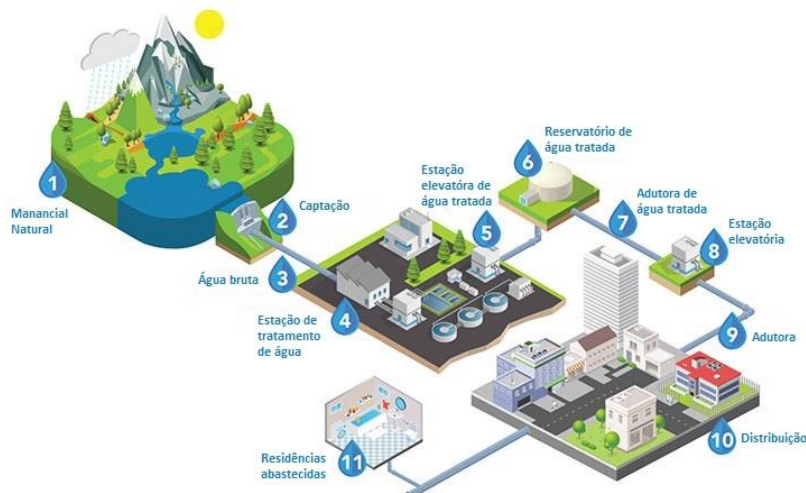 1
Manancial
Natural
2
Captação
3
Água bruta
4
Estação de
tratamento
de água
5
Estação
elevatóra de
água tratada
6
Reservatório de
água tratada
7
Adutora de
água tratada
8
Estação
elevatória
9
Adutora
10
Distribuição
11
Residências
abastecidas